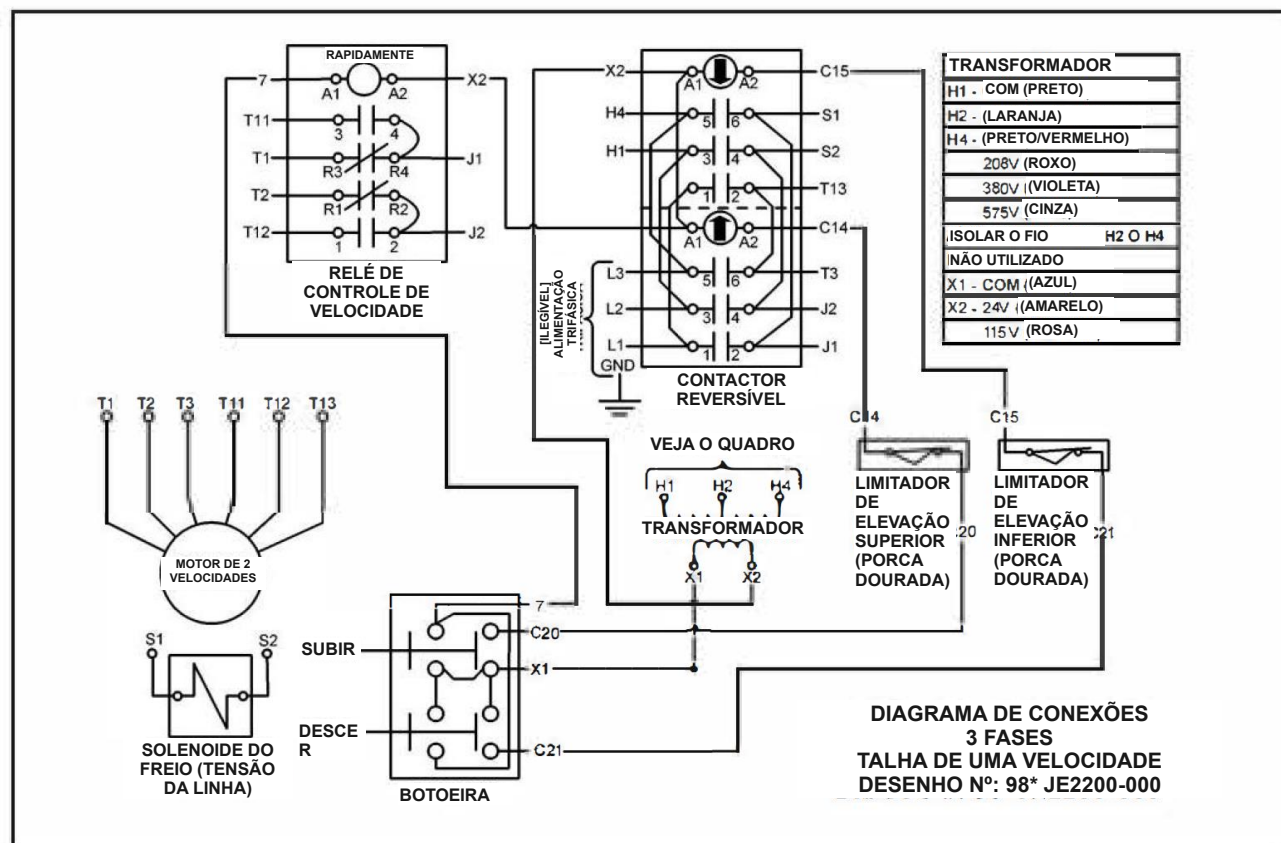 RAPIDAMENTE
7
A1
A2
X2
T11
3
4
T1
R3
R4
J1
T2
R1
R2
T12
1
2
J2
RELÉ DE
CONTROLE DE
VELOCIDADE
X2
A1
A2
C15
H4
5
6
S1
H1
3
4
S2
1
2
T13
A1
A2
C14
L3
5
6
T3
L2
3
4
J2
L1
1
2
J1
GND
[ILEGÍVEL]
ALIMENTAÇÃO
TRIFÁSICA
CONTACTOR
REVERSÍVEL
TRANSFORMADOR
H1 - COM (PRETO)
H2 - (LARANJA)
H4 - (PRETO/VERMELHO)
208V (ROXO)
380V (VIOLETA)
575V (CINZA)
ISOLAR O FIO H2 O H4
NÃO UTILIZADO
X1 - COM (AZUL)
X2 - 24V (AMARELO)
115V (ROSA)
T1 T2 T3 T11 T12 T13
MOTOR DE 2
VELOCIDADES
S1
S2
SOLENOIDE DO
FREIO (TENSÃO
DA LINHA)
VEJA O QUADRO
H1 H2 H4
TRANSFORMADOR
X1 X2
C14
LIMITADOR
DE
ELEVAÇÃO
SUPERIOR
(PORCA
DOURADA)
C15
LIMITADOR
DE
ELEVAÇÃO
INFERIOR
(PORCA
DOURADA)
C21
7
C20
SUBIR
X1
DESCE
R
C21
BOTOEIRA
DIAGRAMA DE CONEXÕES
3 FASES
TALHA DE UMA VELOCIDADE
DESENHO Nº: 98* JE2200-000